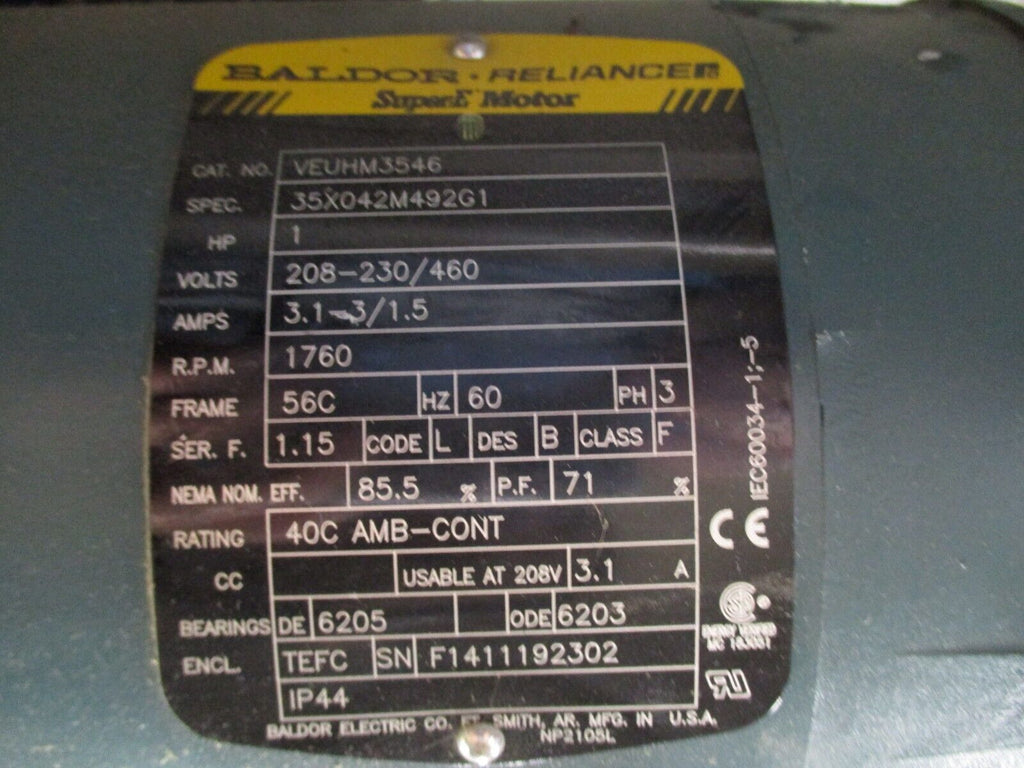 BALDOR · RELIANCE
Super-E Motor
CAT. NO. VEUHM3546
SPEC. 35X042M492G1
HP 1
VOLTS 208-230/460
AMPS 3.1-3/1.5
R.P.M. 1760
FRAME 56C HZ 60 PH 3
SER. F. 1.15 CODE L DES B CLASS F
NEMA NOM. EFF. 85.5 % P.F. 71 %
RATING 40C AMB-CONT
CC USABLE AT 208V 3.1 A
BEARINGS DE 6205 ODE 6203
ENCL. TEFC SN F1411192302
IP44
BALDOR ELECTRIC CO. FT. SMITH, AR. MFG. IN U.S.A.
NP2105L
IEC60034-1;-5
CE
ENERGY VERIFIED